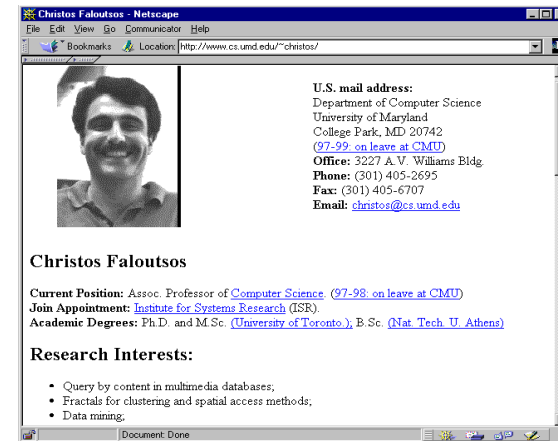 Christos Faloutsos - Netscape
File Edit View Go Communicator Help
Bookmarks Location: http://www.cs.umd.edu/~christos/
U.S. mail address:
Department of Computer Science
University of Maryland
College Park, MD 20742
(97-99: on leave at CMU)
Office: 3227 A.V. Williams Bldg.
Phone: (301) 405-2695
Fax: (301) 405-6707
Email: christos@cs.umd.edu
Christos Faloutsos
Current Position: Assoc. Professor of Computer Science. (97-98: on leave at CMU)
Join Appointment: Institute for Systems Research (ISR).
Academic Degrees: Ph.D. and M.Sc. (University of Toronto.); B.Sc. (Nat. Tech. U. Athens)
Research Interests:
• Query by content in multimedia databases;
• Fractals for clustering and spatial access methods;
• Data mining;
Document: Done